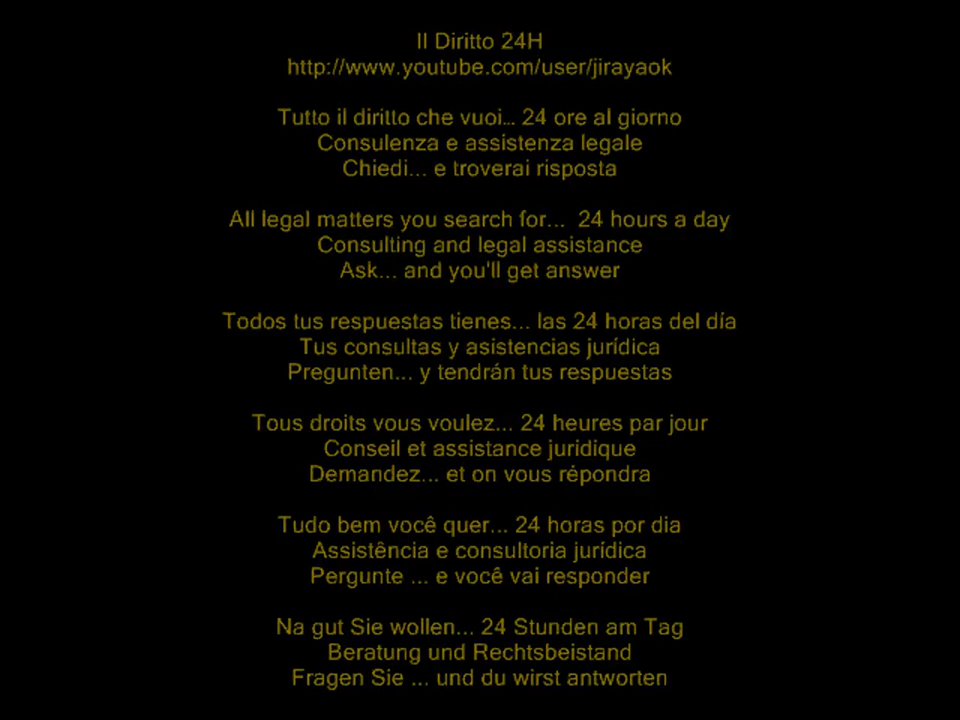 Il Diritto 24H
http://www.youtube.com/user/jirayaok
Tutto il diritto che vuoi... 24 ore al giorno
Consulenza e assistenza legale
Chiedi... e troverai risposta
All legal matters you search for... 24 hours a day
Consulting and legal assistance
Ask... and you'll get answer
Todos tus respuestas tienes... las 24 horas del día
Tus consultas y asistencias jurídica
Pregunten... y tendrán tus respuestas
Tous droits vous voulez... 24 heures par jour
Conseil et assistance juridique
Demandez... et on vous répondra
Tudo bem você quer... 24 horas por dia
Assistência e consultoria jurídica
Pergunte ... e você vai responder
Na gut Sie wollen... 24 Stunden am Tag
Beratung und Rechtsbeistand
Fragen Sie ... und du wirst antworten